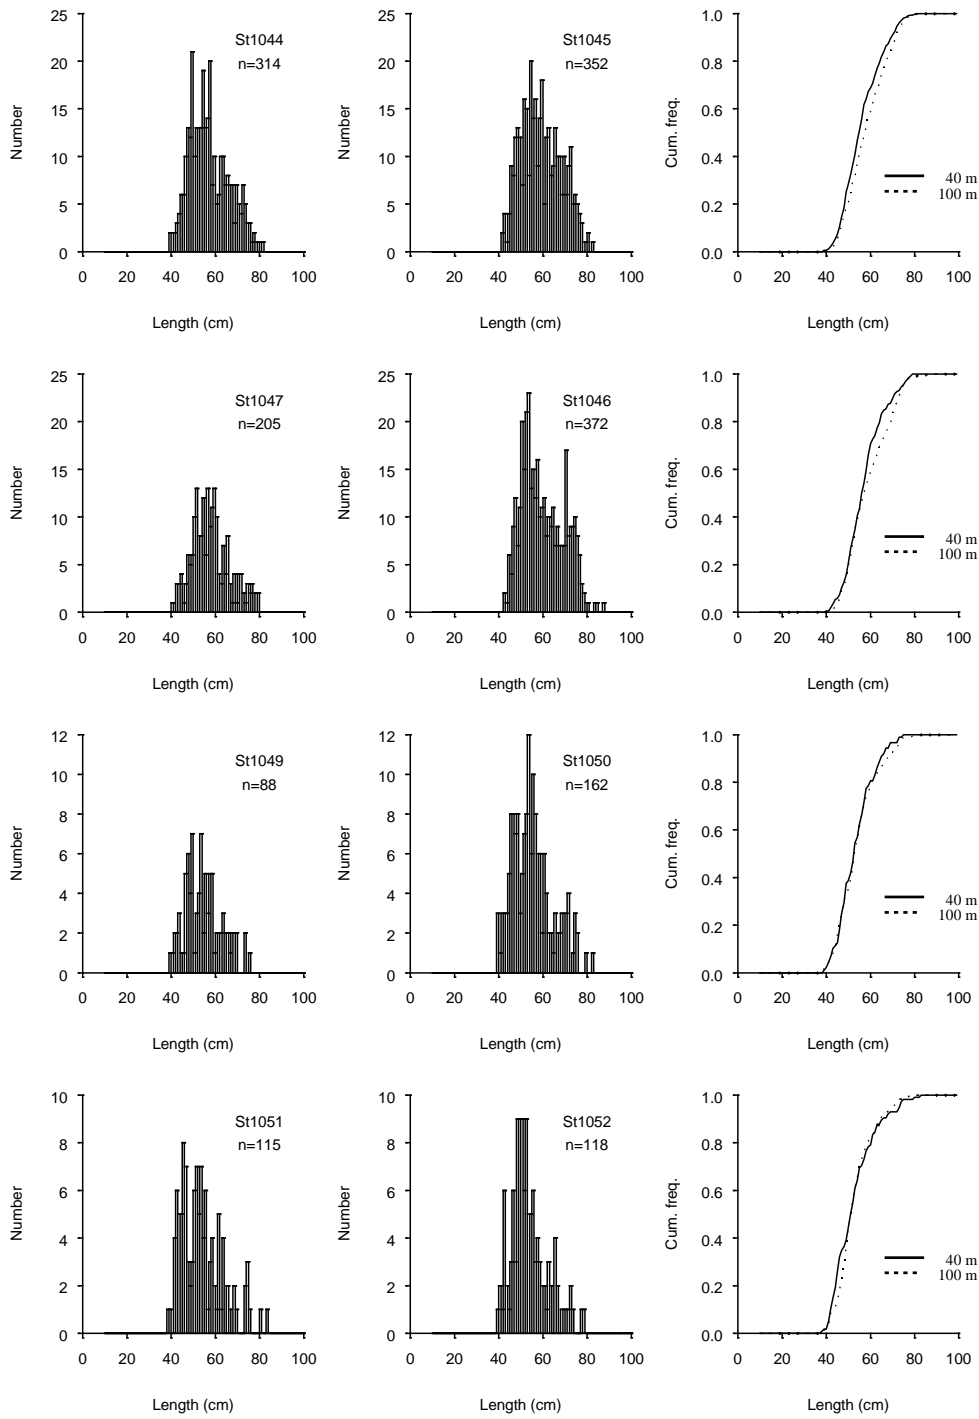 25
20
15
10
5
0
Number
St1044
n=314
0 20 40 60 80 100
Length (cm)
25
20
15
10
5
0
Number
St1045
n=352
0 20 40 60 80 100
Length (cm)
1.0
0.8
0.6
0.4
0.2
0.0
Cum. freq.
40 m
100 m
0 20 40 60 80 100
Length (cm)
25
20
15
10
5
0
Number
St1047
n=205
0 20 40 60 80 100
Length (cm)
25
20
15
10
5
0
Number
St1046
n=372
0 20 40 60 80 100
Length (cm)
1.0
0.8
0.6
0.4
0.2
0.0
Cum. freq.
40 m
100 m
0 20 40 60 80 100
Length (cm)
12
10
8
6
4
2
0
Number
St1049
n=88
0 20 40 60 80 100
Length (cm)
12
10
8
6
4
2
0
Number
St1050
n=162
0 20 40 60 80 100
Length (cm)
1.0
0.8
0.6
0.4
0.2
0.0
Cum. freq.
40 m
100 m
0 20 40 60 80 100
Length (cm)
10
8
6
4
2
0
Number
St1051
n=115
0 20 40 60 80 100
Length (cm)
10
8
6
4
2
0
Number
St1052
n=118
0 20 40 60 80 100
Length (cm)
1.0
0.8
0.6
0.4
0.2
0.0
Cum. freq.
40 m
100 m
0 20 40 60 80 100
Length (cm)